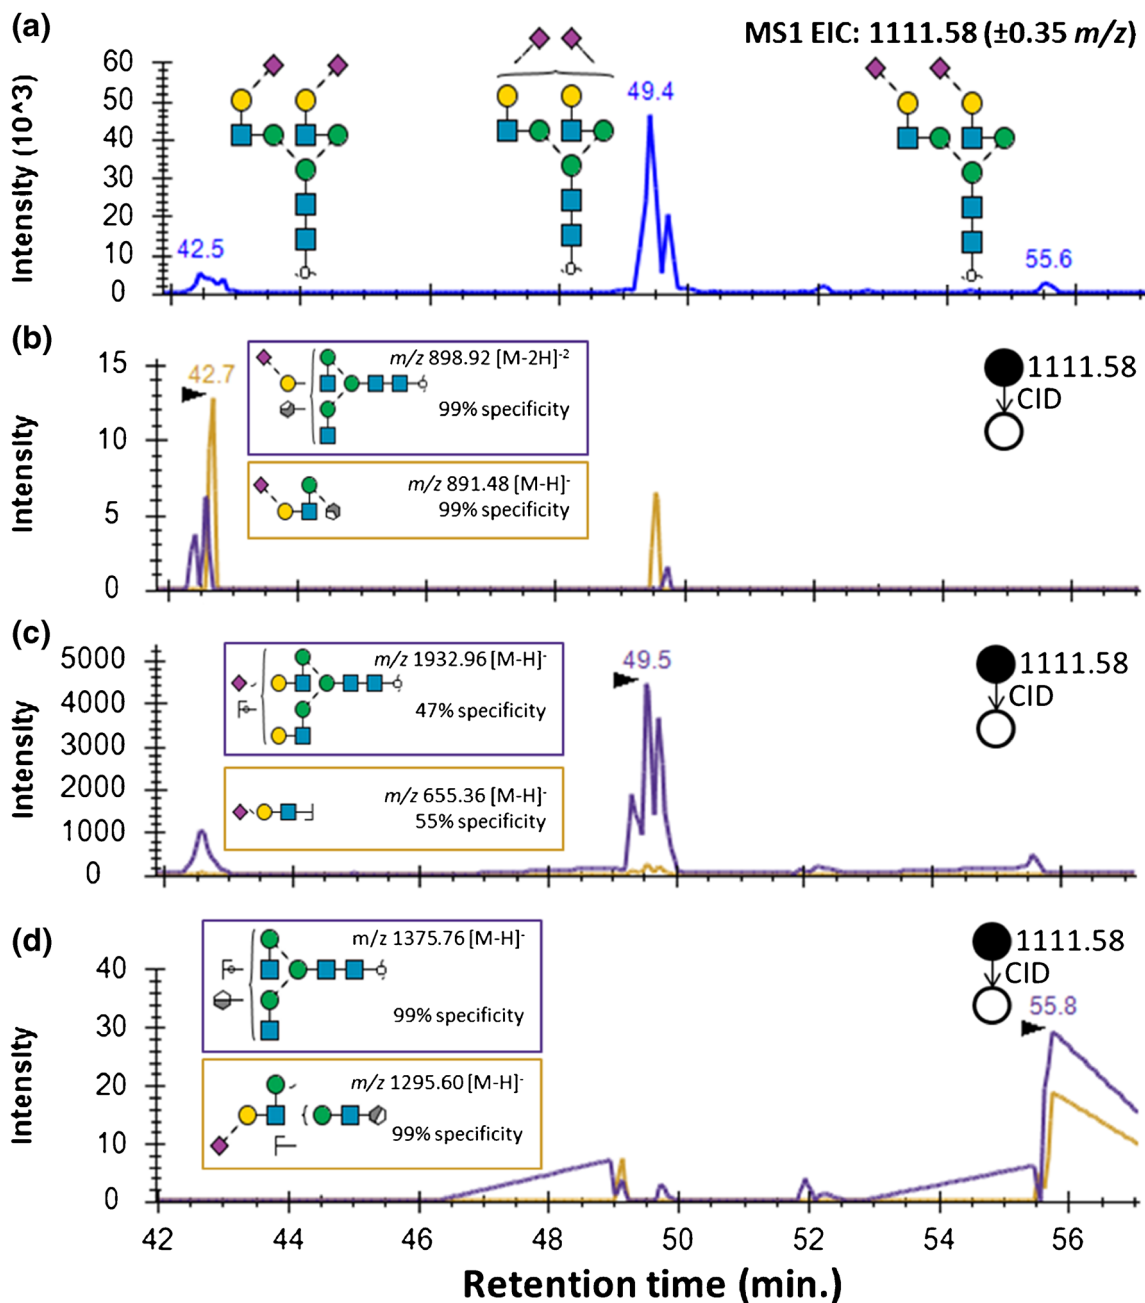 (a)
MS1 EIC: 1111.58 (±0.35 m/z)
Intensity (10^3)
60
50
40
30
20
10
0
42.5
49.4
55.6
(b)
Intensity
15
10
5
0
42.7
m/z 898.92 [M-2H]-2
99% specificity
m/z 891.48 [M-H]-
99% specificity
1111.58
CID
(c)
Intensity
5000
4000
3000
2000
1000
0
49.5
m/z 1932.96 [M-H]-
47% specificity
m/z 655.36 [M-H]-
55% specificity
1111.58
CID
(d)
Intensity
40
30
20
10
0
m/z 1375.76 [M-H]-
99% specificity
m/z 1295.60 [M-H]-
99% specificity
1111.58
CID
55.8
42 44 46 48 50 52 54 56
Retention time (min.)